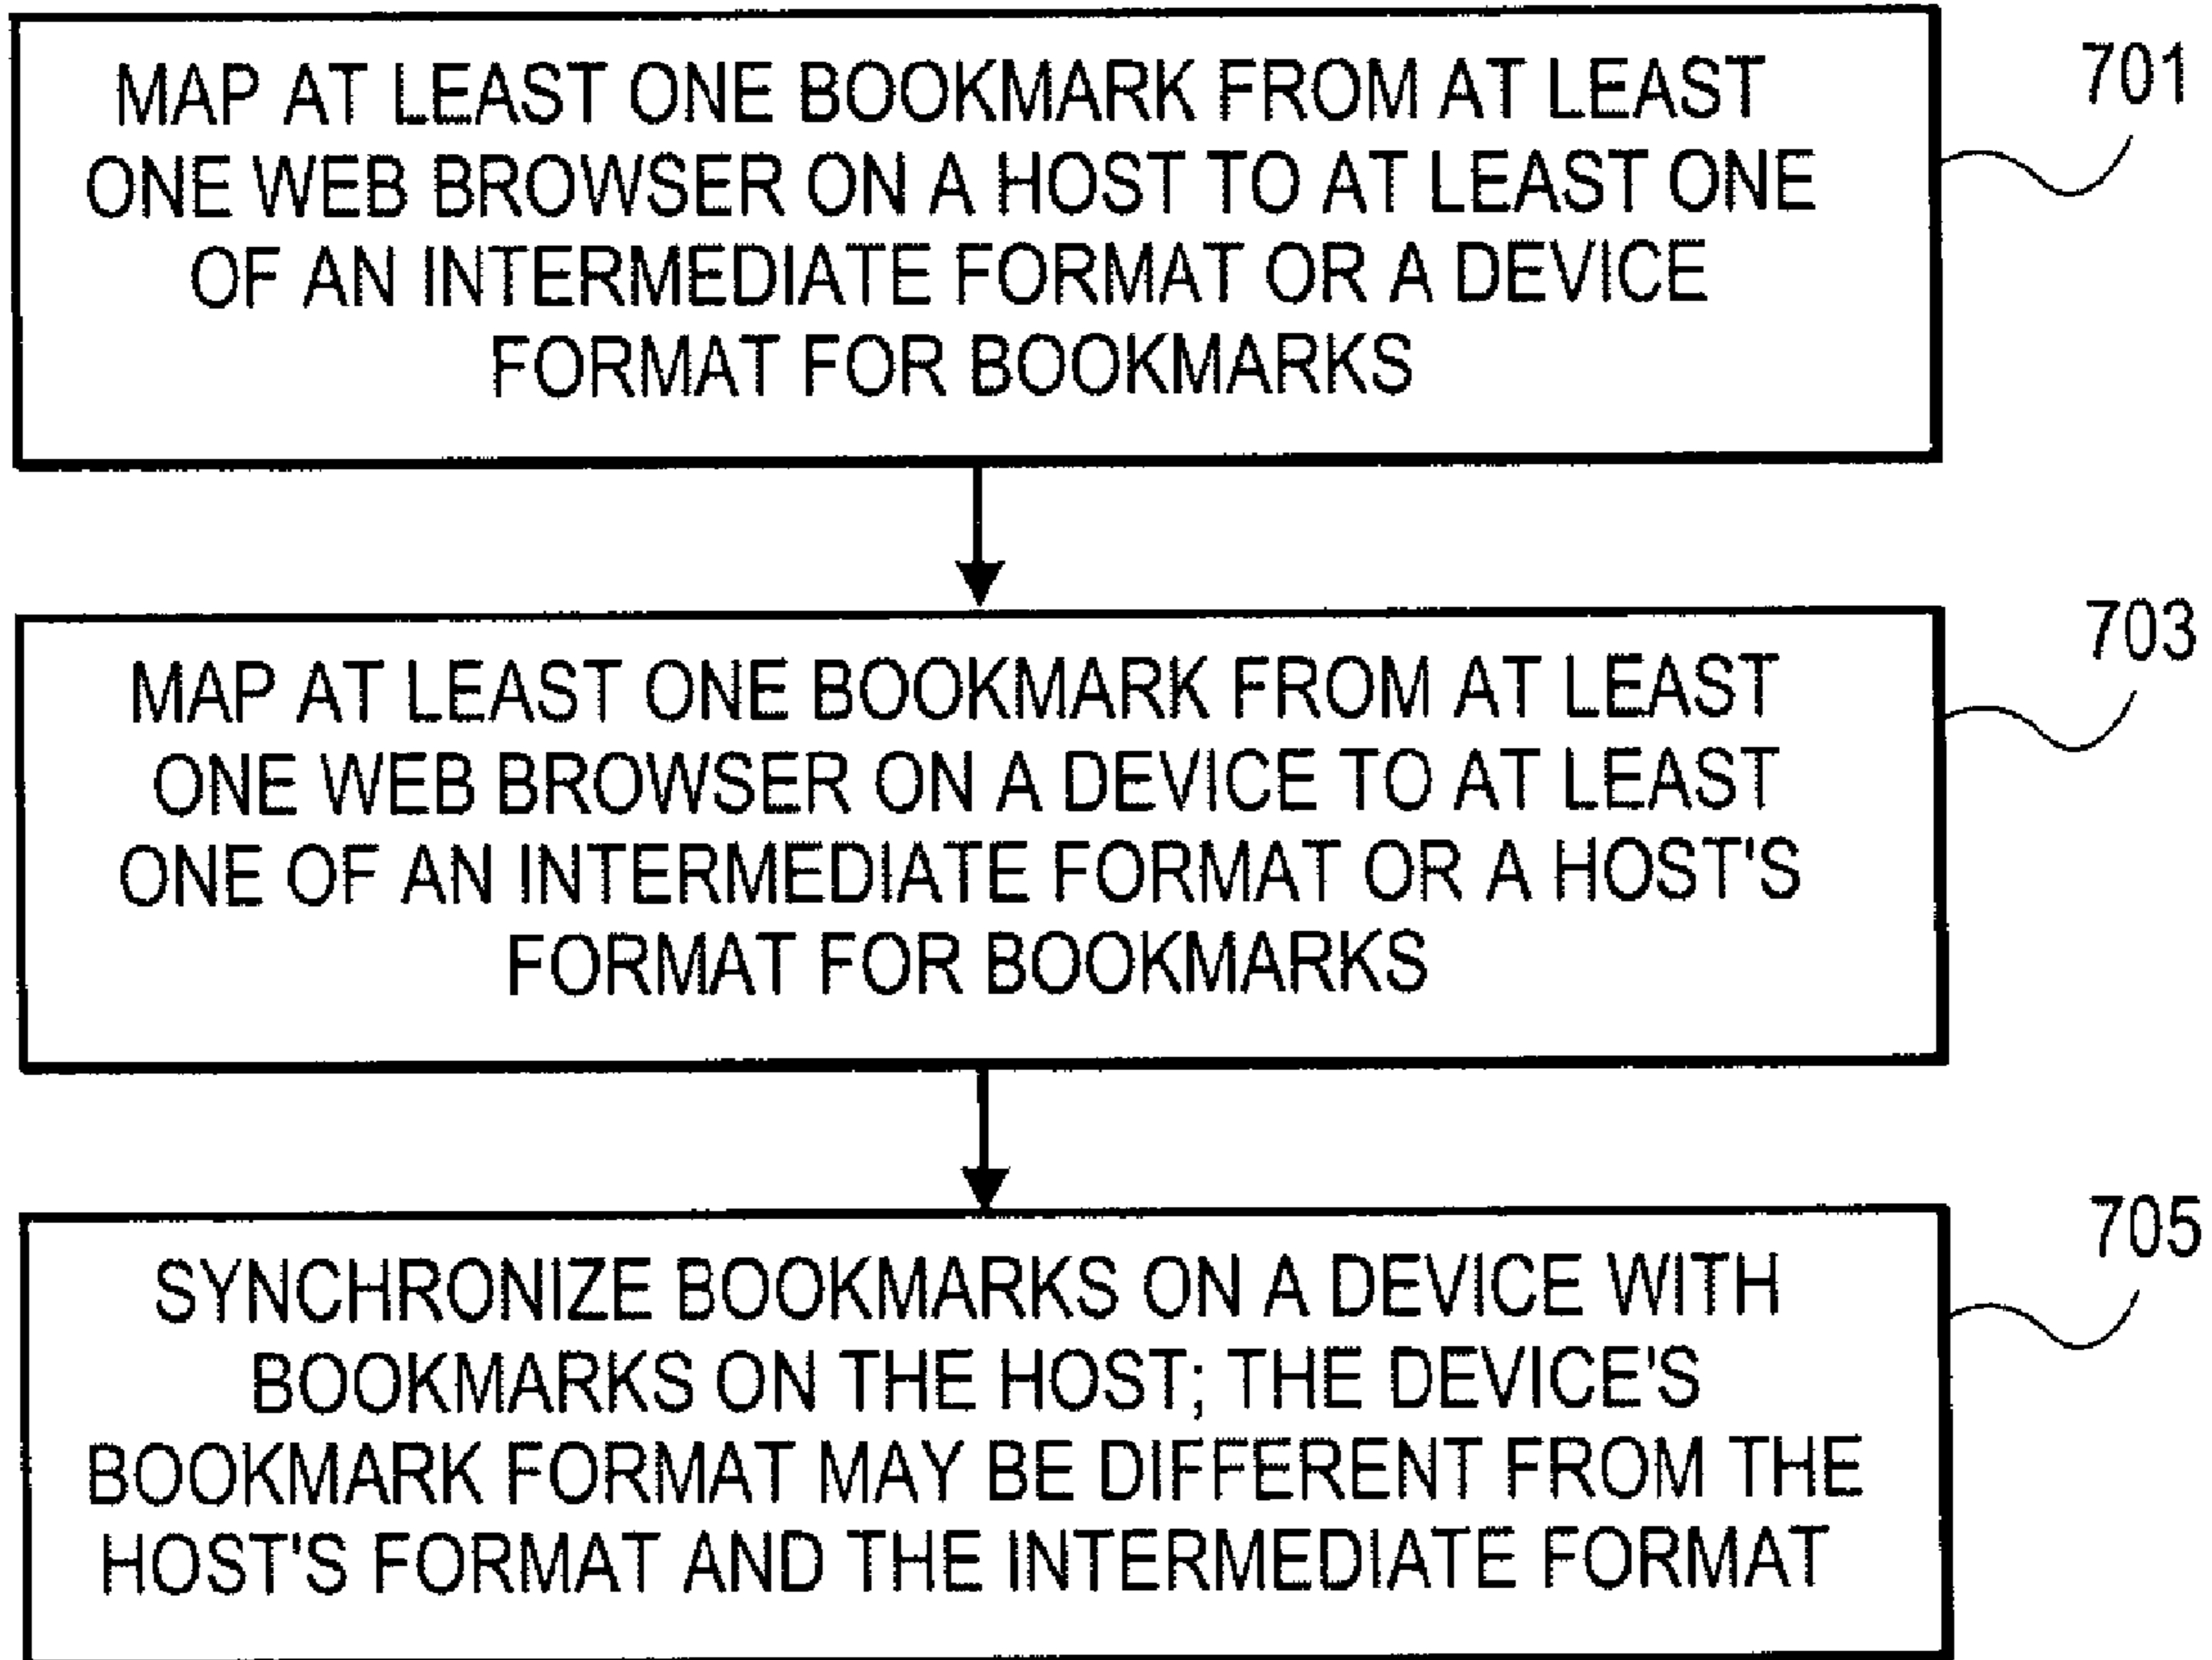 MAP AT LEAST ONE BOOKMARK FROM AT LEAST
ONE WEB BROWSER ON A HOST TO AT LEAST ONE
OF AN INTERMEDIATE FORMAT OR A DEVICE
FORMAT FOR BOOKMARKS
701
MAP AT LEAST ONE BOOKMARK FROM AT LEAST
ONE WEB BROWSER ON A DEVICE TO AT LEAST
ONE OF AN INTERMEDIATE FORMAT OR A HOST'S
FORMAT FOR BOOKMARKS
703
SYNCHRONIZE BOOKMARKS ON A DEVICE WITH
BOOKMARKS ON THE HOST; THE DEVICE'S
BOOKMARK FORMAT MAY BE DIFFERENT FROM THE
HOST'S FORMAT AND THE INTERMEDIATE FORMAT
705